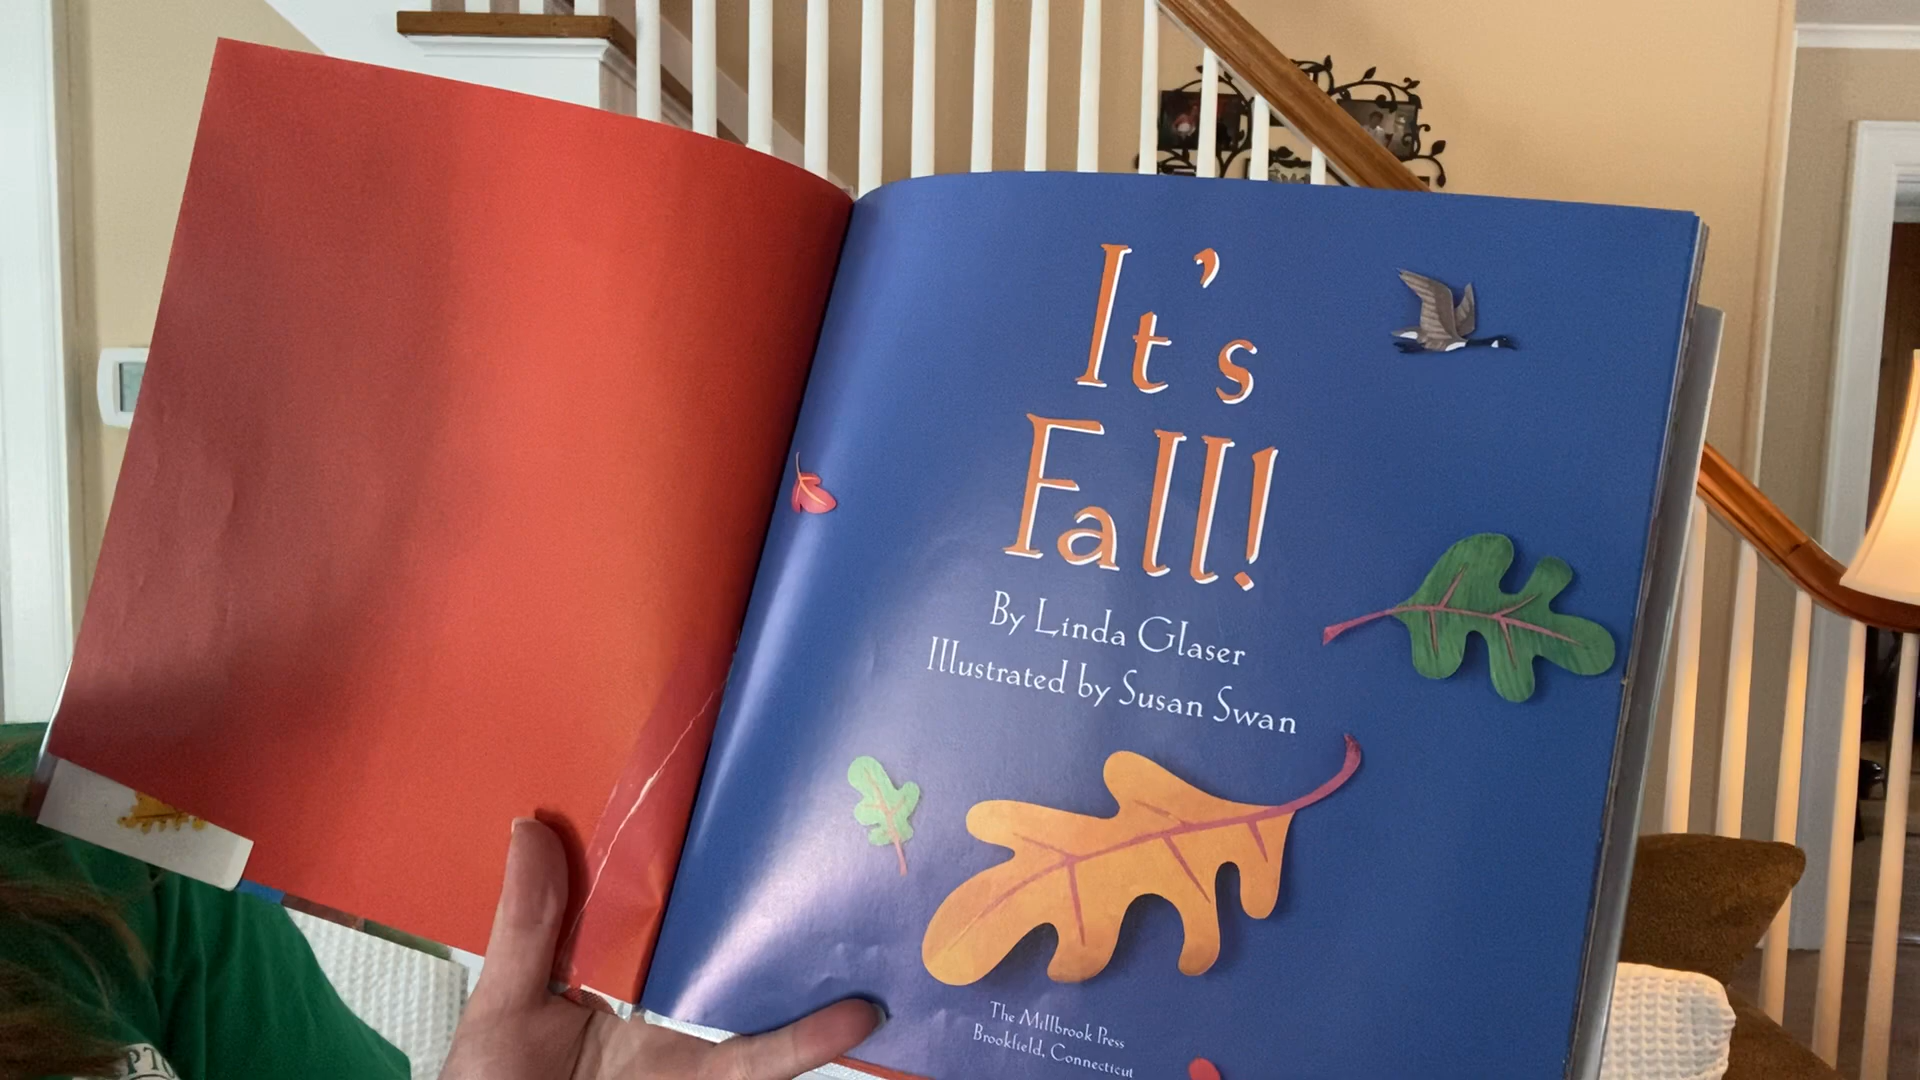 It's
Fall!
By Linda Glaser
Illustrated by Susan Swan
The Millbrook Press
Brookfield, Connecticut